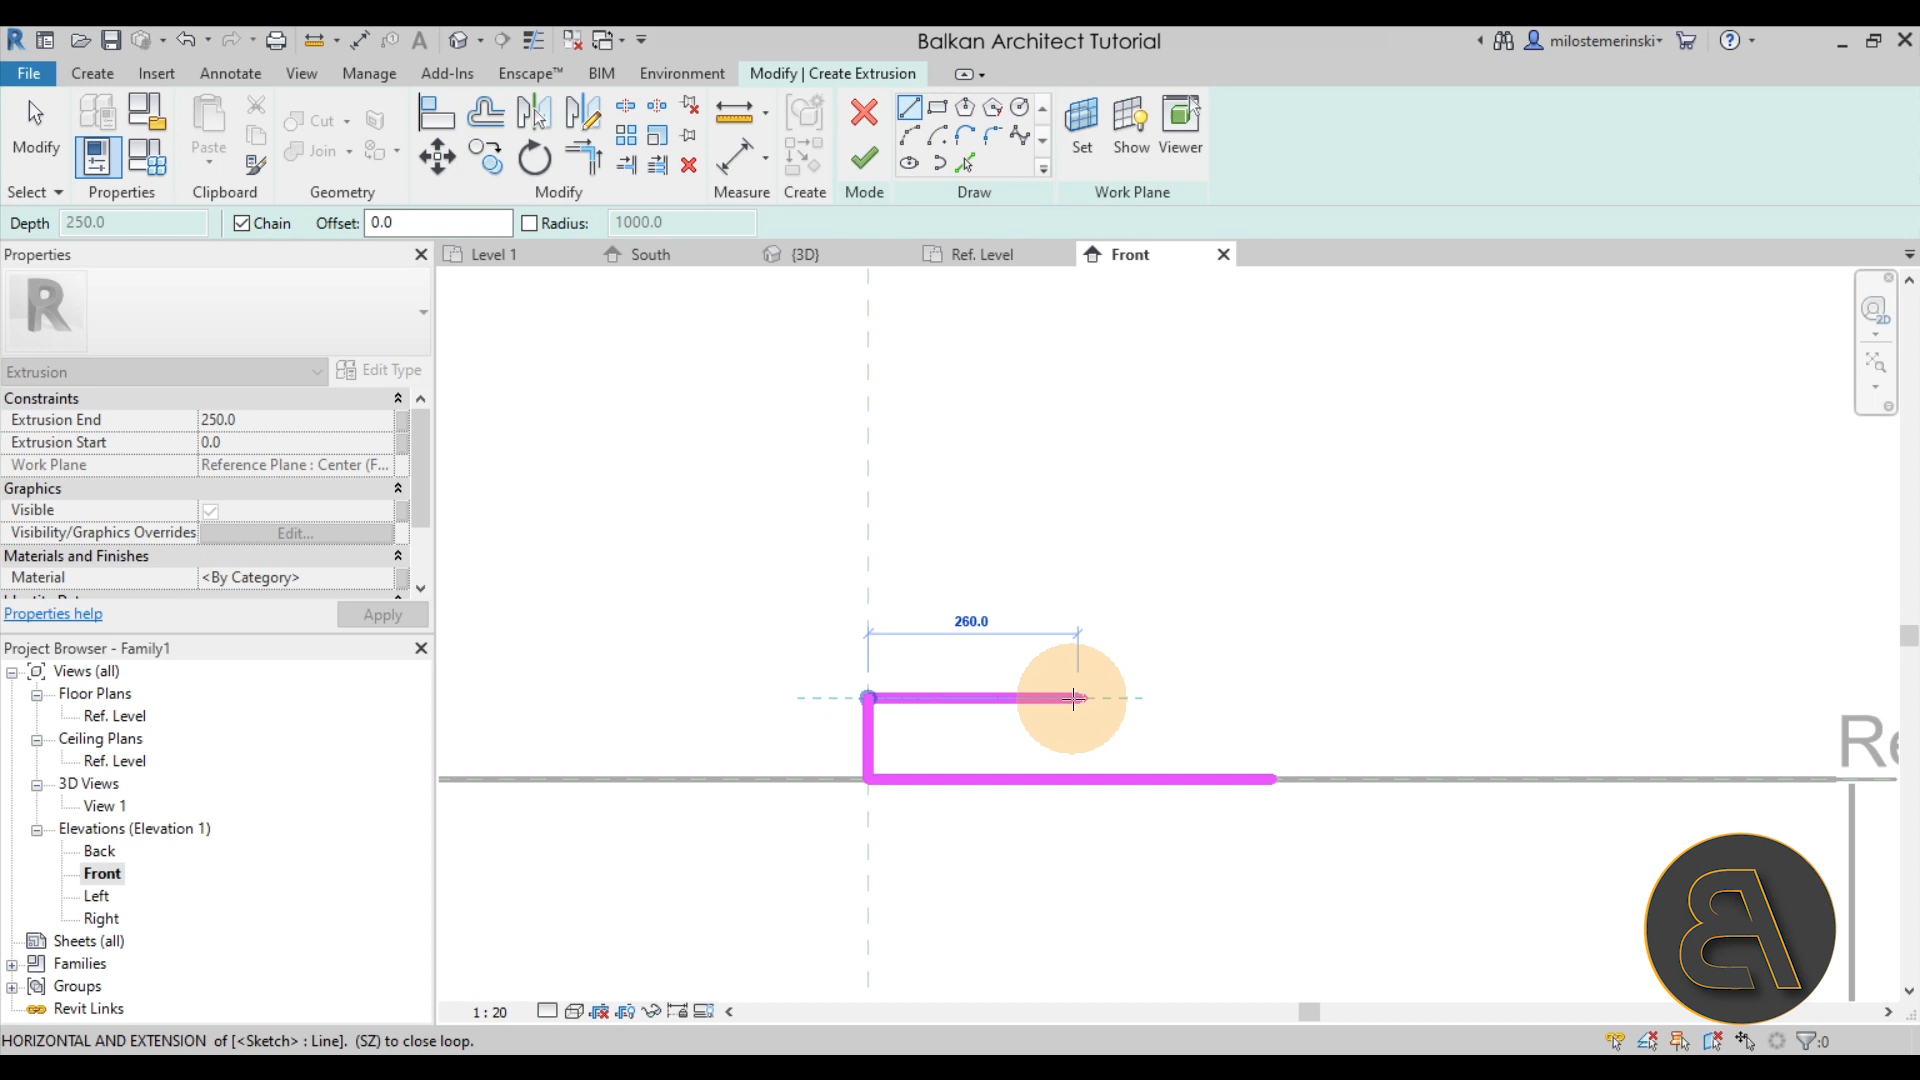 Balkan Architect Tutorial
milostemerinski
File Create Insert Annotate View Manage Add-Ins Enscape™ BIM Environment Modify | Create Extrusion
Modify
Paste
Cut
Join
Set Show Viewer
Select Properties Clipboard Geometry Modify Measure Create Mode Draw Work Plane
Depth 250.0 Chain Offset: 0.0 Radius: 1000.0
Properties
Level 1 South {3D} Ref. Level Front
2D
R
Extrusion Edit Type
Constraints
Extrusion End 250.0
Extrusion Start 0.0
Work Plane Reference Plane : Center (F...
Graphics
Visible
Visibility/Graphics Overrides Edit...
Materials and Finishes
Material <By Category>
Properties help Apply
260.0
Re
Project Browser - Family1
Views (all)
Floor Plans
Ref. Level
Ceiling Plans
Ref. Level
3D Views
View 1
Elevations (Elevation 1)
Back
Front
Left
Right
Sheets (all)
Families
Groups
Revit Links
1 : 20
HORIZONTAL AND EXTENSION of [<Sketch> : Line]. (SZ) to close loop.
:0